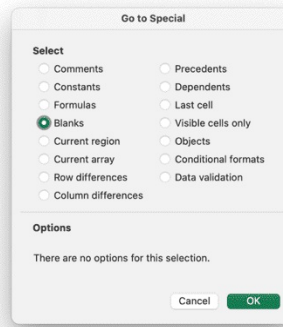 Go to Special
Select
Comments
Constants
Formulas
Blanks
Current region
Current array
Row differences
Column differences
Precedents
Dependents
Last cell
Visible cells only
Objects
Conditional formats
Data validation
Options
There are no options for this selection.
Cancel
OK